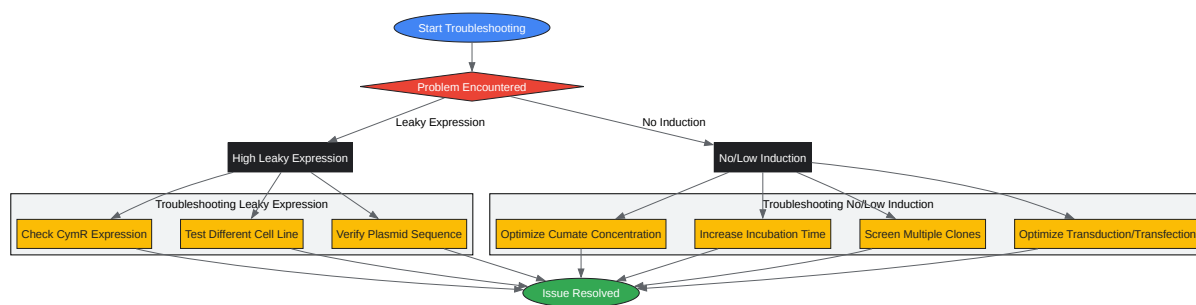 Start Troubleshooting
Problem Encountered
Leaky Expression
No Induction
High Leaky Expression
No/Low Induction
Troubleshooting Leaky Expression
Troubleshooting No/Low Induction
Check CymR Expression
Test Different Cell Line
Verify Plasmid Sequence
Optimize Cumate Concentration
Increase Incubation Time
Screen Multiple Clones
Optimize Transduction/Transfection
Issue Resolved